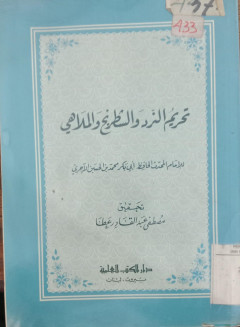 433
تحريم النرد والشطرنج والملاهي
للإمام المحدث الحافظ أبي بكر محمد بن الحسين الآجري
تحقيق
مصطفى عبد القادر عطا
دار الكتب العلمية
بيروت - لبنان